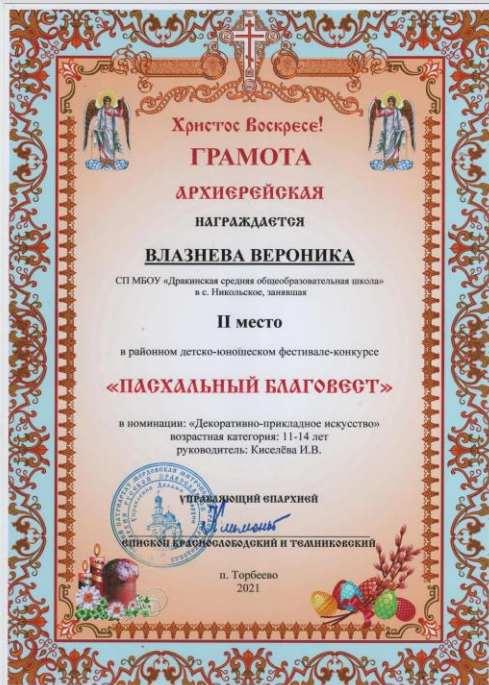 Христос Воскресе!
ГРАМОТА
АРХИЕРЕЙСКАЯ
НАГРАЖДАЕТСЯ
ВЛАЗНЕВА ВЕРОНИКА
СП МБОУ «Дракинская средняя общеобразовательная школа»
в с. Никольское, занявшая
II место
в районном детско-юношеском фестивале-конкурсе
«ПАСХАЛЬНЫЙ БЛАГОВЕСТ»
в номинации: «Декоративно-прикладное искусство»
возрастная категория: 11-14 лет
руководитель: Киселёва И.В.
УПРАВЛЯЮЩИЙ ЕПАРХИЕЙ
ЕПИСКОП КРАСНОСЛОБОДСКИЙ И ТЕМНИКОВСКИЙ
п. Торбеево
2021